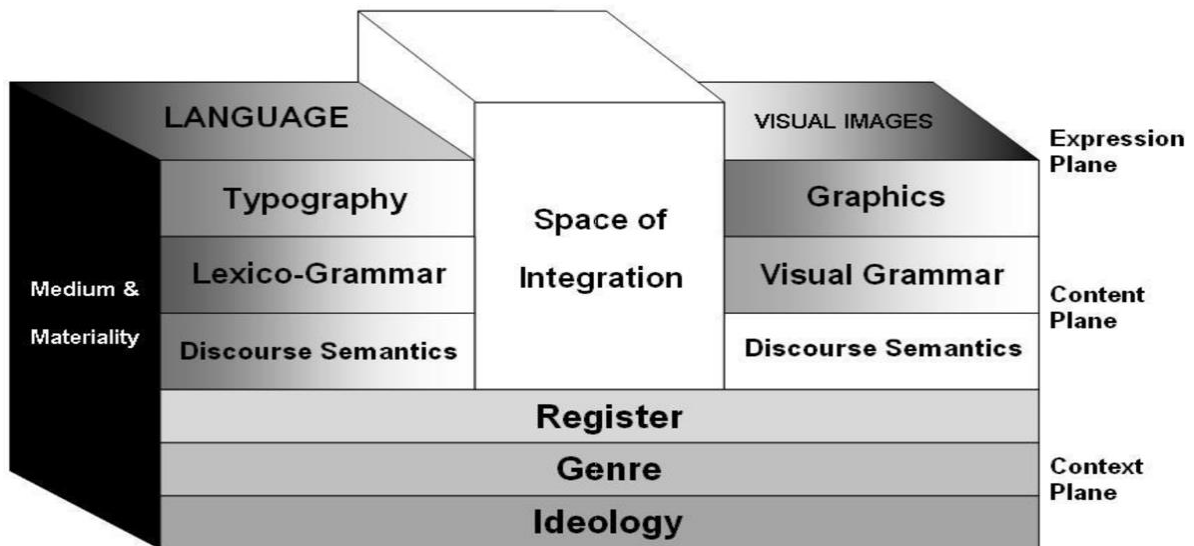 LANGUAGE
VISUAL IMAGES
Expression
Plane
Typography
Graphics
Space of
Integration
Lexico-Grammar
Visual Grammar
Medium &
Materiality
Content
Plane
Discourse Semantics
Discourse Semantics
Register
Genre
Context
Plane
Ideology